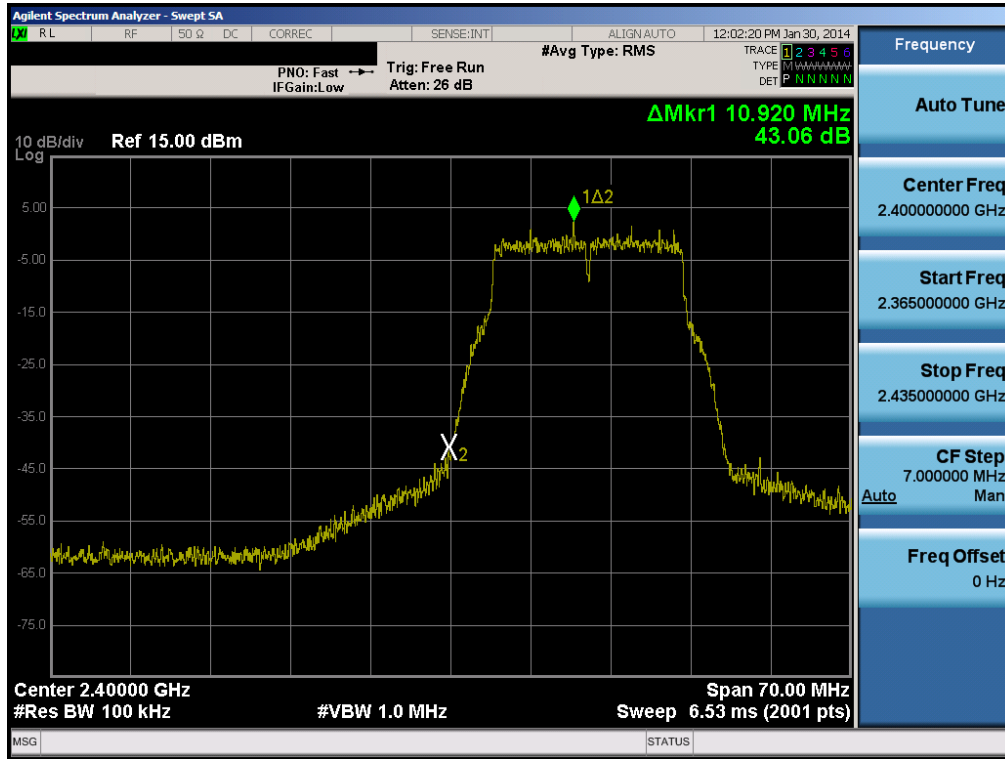 Agilent Spectrum Analyzer - Swept SA
LXI RL RF 50 Ω DC CORREC SENSE:INT ALIGN AUTO 12:02:20 PM Jan 30, 2014
PNO: Fast
IFGain:Low
Trig: Free Run
Atten: 26 dB
#Avg Type: RMS
TRACE 1 2 3 4 5 6
TYPE M WWWWW
DET P N N N N N
ΔMkr1 10.920 MHz
43.06 dB
10 dB/div Ref 15.00 dBm
Log
5.00
-5.00
-15.0
-25.0
-35.0
-45.0
-55.0
-65.0
-75.0
1Δ2
X2
Center 2.40000 GHz Span 70.00 MHz
#Res BW 100 kHz #VBW 1.0 MHz Sweep 6.53 ms (2001 pts)
MSG STATUS
Frequency
Auto Tune
Center Freq
2.400000000 GHz
Start Freq
2.365000000 GHz
Stop Freq
2.435000000 GHz
CF Step
7.000000 MHz
Auto Man
Freq Offset
0 Hz